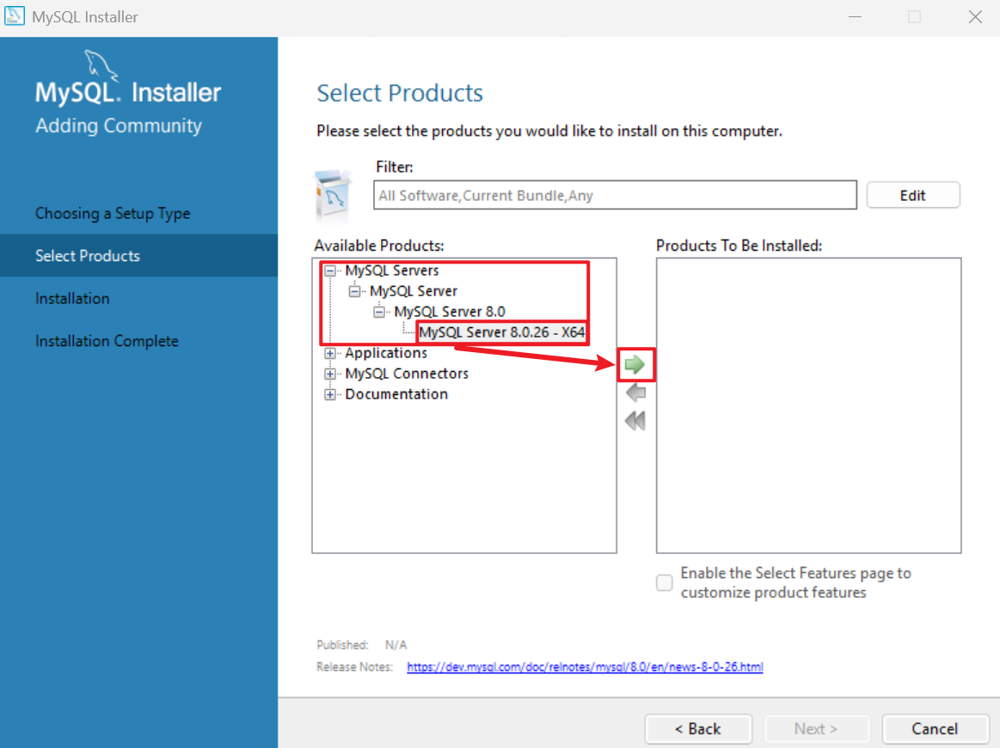 MySQL Installer
MySQL. Installer
Adding Community
Choosing a Setup Type
Select Products
Installation
Installation Complete
Select Products
Please select the products you would like to install on this computer.
Filter:
All Software,Current Bundle,Any
Edit
Available Products:
MySQL Servers
MySQL Server
MySQL Server 8.0
MySQL Server 8.0.26 - X64
Applications
MySQL Connectors
Documentation
Products To Be Installed:
Enable the Select Features page to
customize product features
Published: N/A
Release Notes: https://dev.mysql.com/doc/relnotes/mysql/8.0/en/news-8-0-26.html
< Back
Next >
Cancel